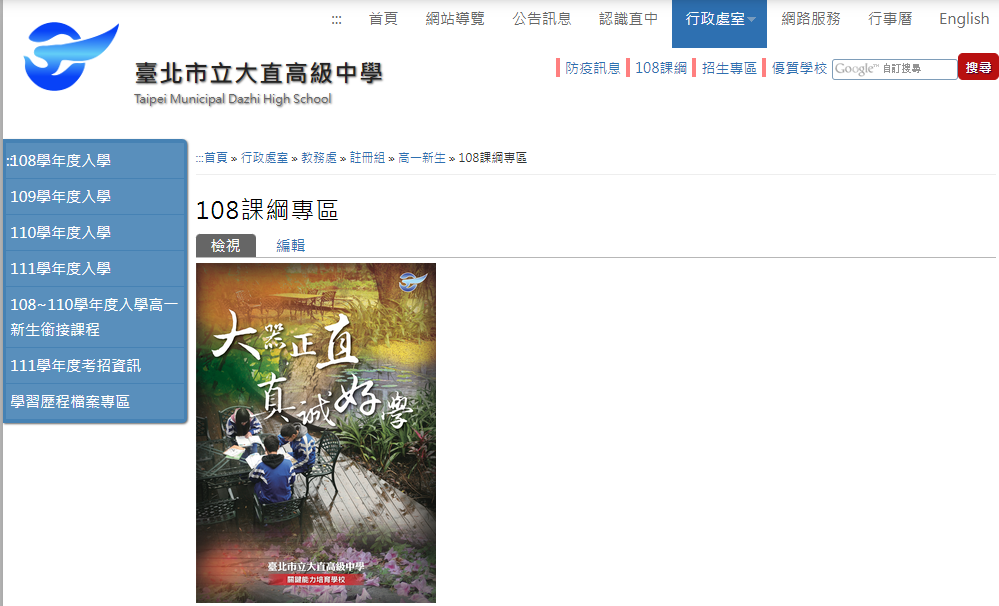 :::
首頁
網站導覽
公告訊息
認識直中
行政處室
網路服務
行事曆
English
臺北市立大直高級中學
Taipei Municipal Dazhi High School
防疫訊息
108課綱
招生專區
優質學校
Google™ 自訂搜尋
搜尋
::108學年度入學
109學年度入學
110學年度入學
111學年度入學
108~110學年度入學高一
新生銜接課程
111學年度考招資訊
學習歷程檔案專區
:::首頁 » 行政處室 » 教務處 » 註冊組 » 高一新生 » 108課綱專區
108課綱專區
檢視
編輯
大器正直
真誠好學
臺北市立大直高級中學
關鍵能力培育學校